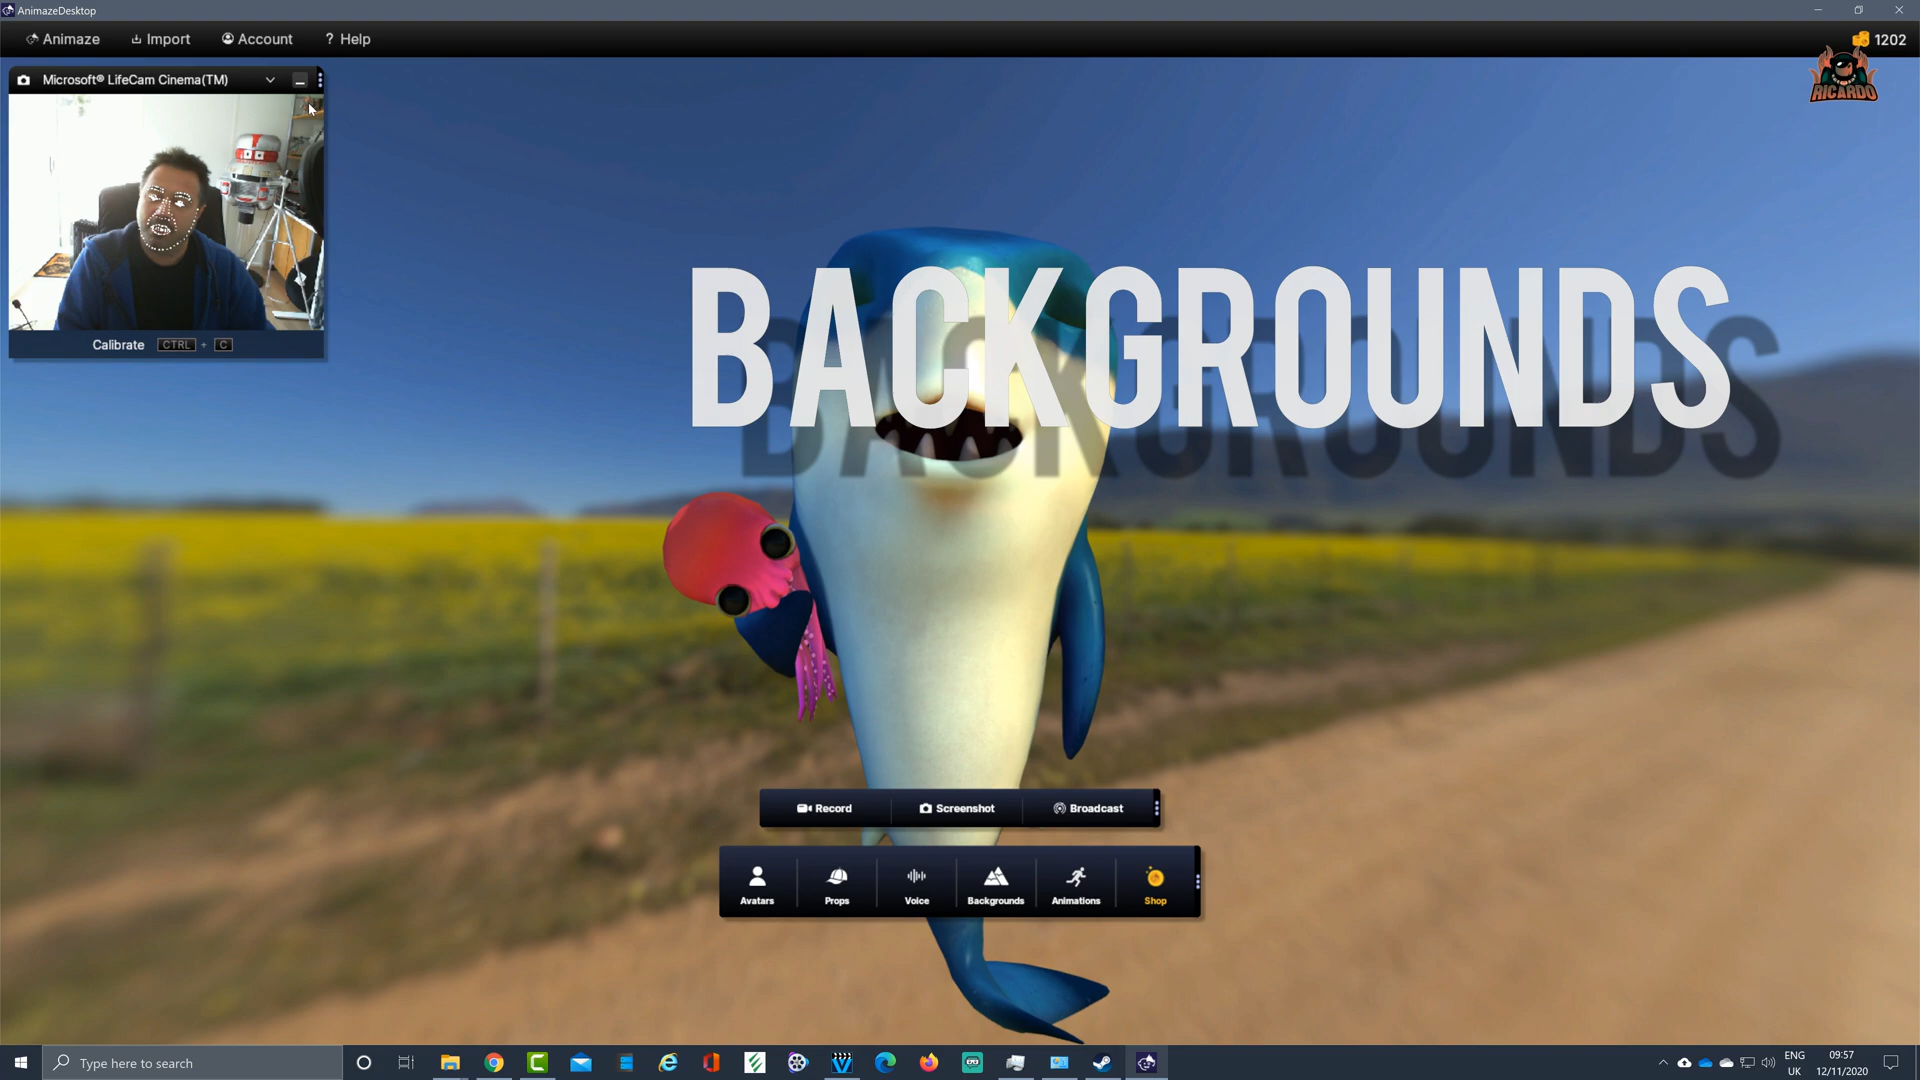 AnimazeDesktop
Animaze Import Account ? Help 1202
RICARDO
Microsoft® LifeCam Cinema(TM)
Calibrate CTRL + C
BACKGROUNDS
Record Screenshot Broadcast
Avatars Props Voice Backgrounds Animations Shop
Type here to search
ENG
UK
09:57
12/11/2020